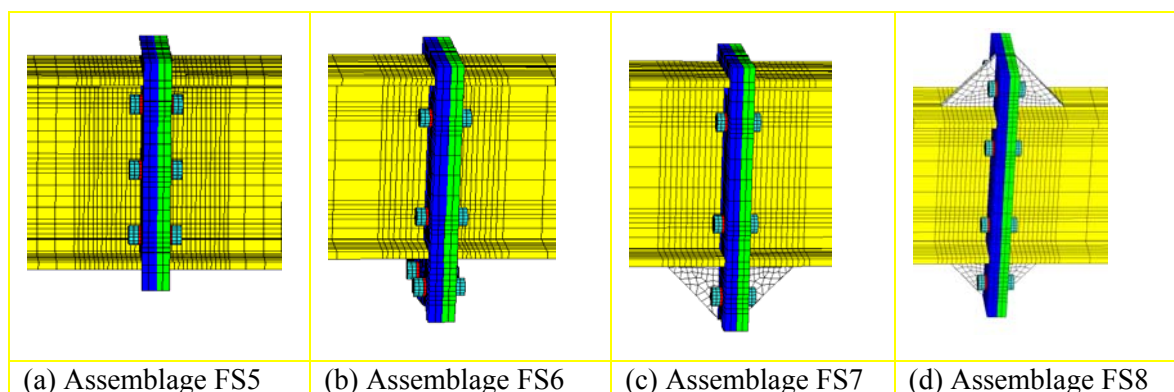 (a) Assemblage FS5
(b) Assemblage FS6
(c) Assemblage FS7
(d) Assemblage FS8